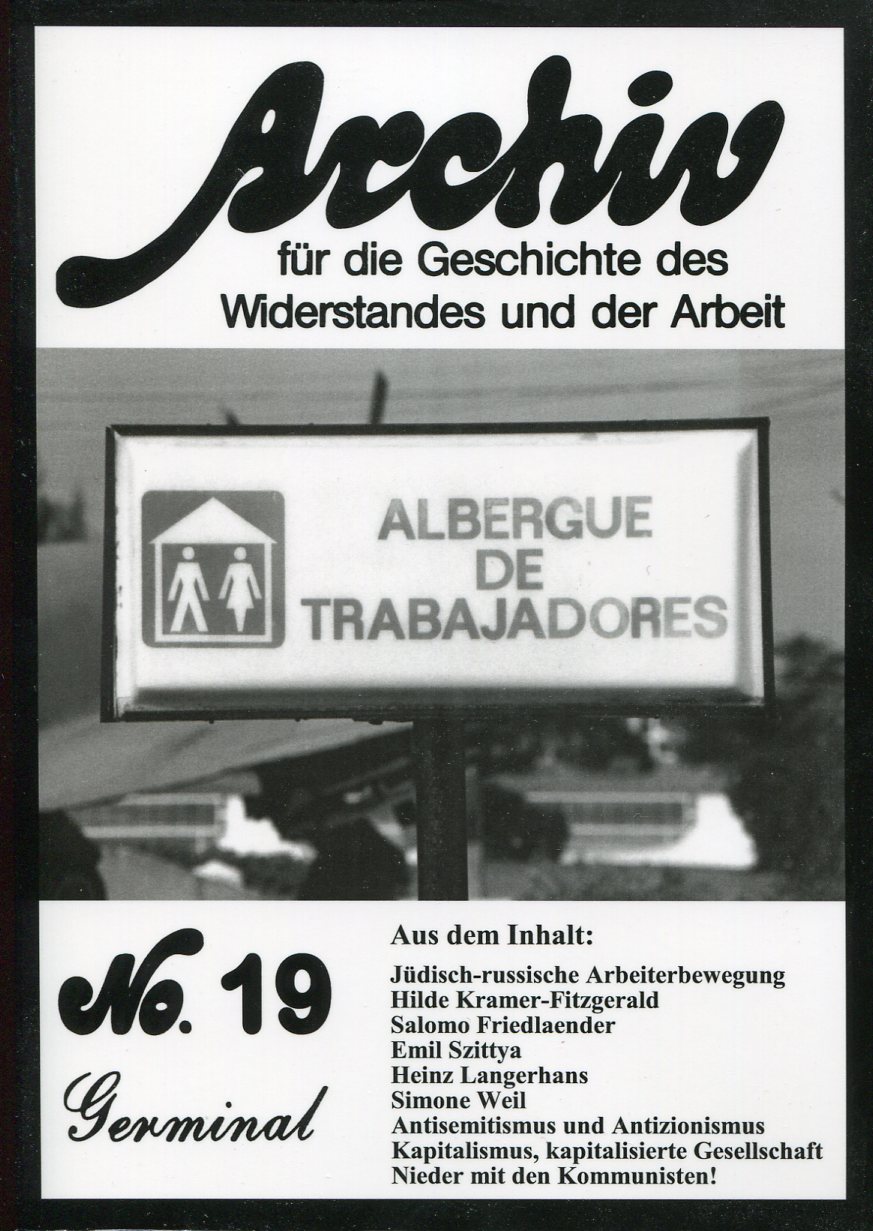 Archiv
für die Geschichte des
Widerstandes und der Arbeit
ALBERGUE
DE
TRABAJADORES
No. 19
Germinal
Aus dem Inhalt:
Jüdisch-russische Arbeiterbewegung
Hilde Kramer-Fitzgerald
Salomo Friedlaender
Emil Szittya
Heinz Langerhans
Simone Weil
Antisemitismus und Antizionismus
Kapitalismus, kapitalisierte Gesellschaft
Nieder mit den Kommunisten!